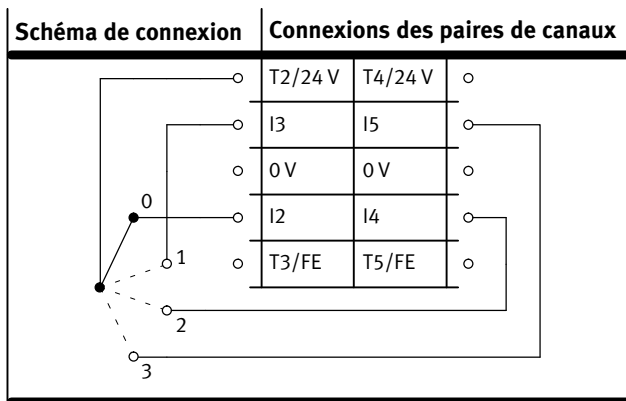 Schéma de connexion Connexions des paires de canaux
T2/24 V T4/24 V
I3 I5
0 V 0 V
0
I2 I4
1
T3/FE T5/FE
2
3